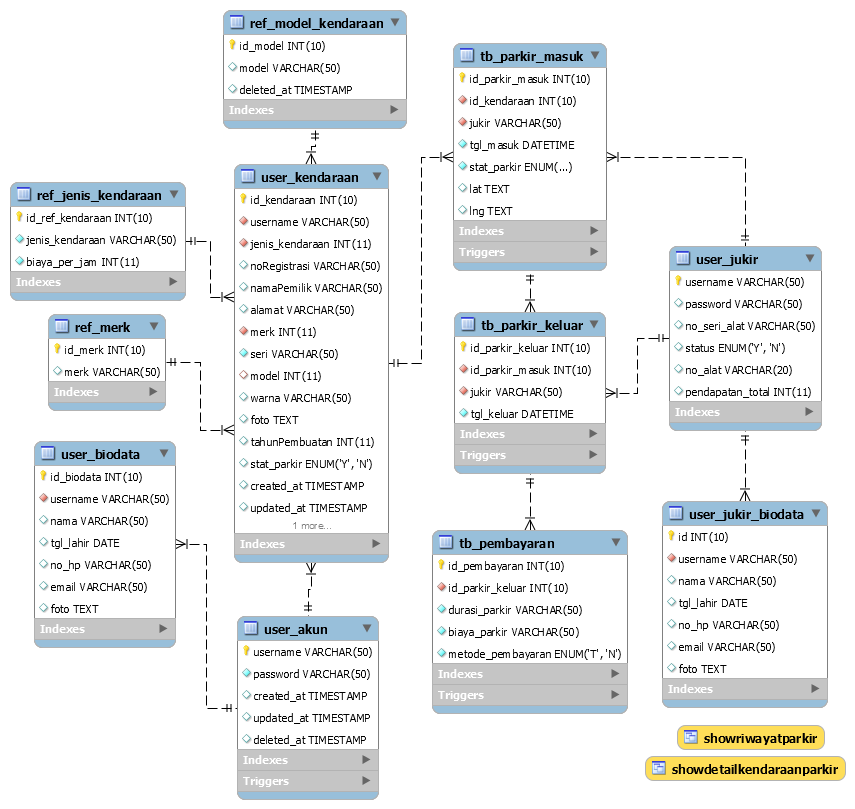 ref_model_kendaraan
id_model INT(10)
model VARCHAR(50)
deleted_at TIMESTAMP
Indexes
tb_parkir_masuk
id_parkir_masuk INT(10)
id_kendaraan INT(10)
jukir VARCHAR(50)
tgl_masuk DATETIME
stat_parkir ENUM(...)
lat TEXT
lng TEXT
Indexes
Triggers
ref_jenis_kendaraan
id_ref_kendaraan INT(10)
jenis_kendaraan VARCHAR(50)
biaya_per_jam INT(11)
Indexes
user_kendaraan
id_kendaraan INT(10)
username VARCHAR(50)
jenis_kendaraan INT(11)
noRegistrasi VARCHAR(50)
namaPemilik VARCHAR(50)
alamat VARCHAR(50)
merk INT(11)
seri VARCHAR(50)
model INT(11)
warna VARCHAR(50)
foto TEXT
tahunPembuatan INT(11)
stat_parkir ENUM('Y', 'N')
created_at TIMESTAMP
updated_at TIMESTAMP
1 more...
Indexes
user_jukir
username VARCHAR(50)
password VARCHAR(50)
no_seri_alat VARCHAR(50)
status ENUM('Y', 'N')
no_alat VARCHAR(20)
pendapatan_total INT(11)
Indexes
ref_merk
id_merk INT(10)
merk VARCHAR(50)
Indexes
tb_parkir_keluar
id_parkir_keluar INT(10)
id_parkir_masuk INT(10)
jukir VARCHAR(50)
tgl_keluar DATETIME
Indexes
Triggers
user_biodata
id_biodata INT(10)
username VARCHAR(50)
nama VARCHAR(50)
tgl_lahir DATE
no_hp VARCHAR(50)
email VARCHAR(50)
foto TEXT
Indexes
tb_pembayaran
id_pembayaran INT(10)
id_parkir_keluar INT(10)
durasi_parkir VARCHAR(50)
biaya_parkir VARCHAR(50)
metode_pembayaran ENUM('T', 'N')
Indexes
Triggers
user_jukir_biodata
id INT(10)
username VARCHAR(50)
nama VARCHAR(50)
tgl_lahir DATE
no_hp VARCHAR(50)
email VARCHAR(50)
foto TEXT
Indexes
user_akun
username VARCHAR(50)
password VARCHAR(50)
created_at TIMESTAMP
updated_at TIMESTAMP
deleted_at TIMESTAMP
Indexes
Triggers
showriwayatparkir
showdetailkendaraanparkir